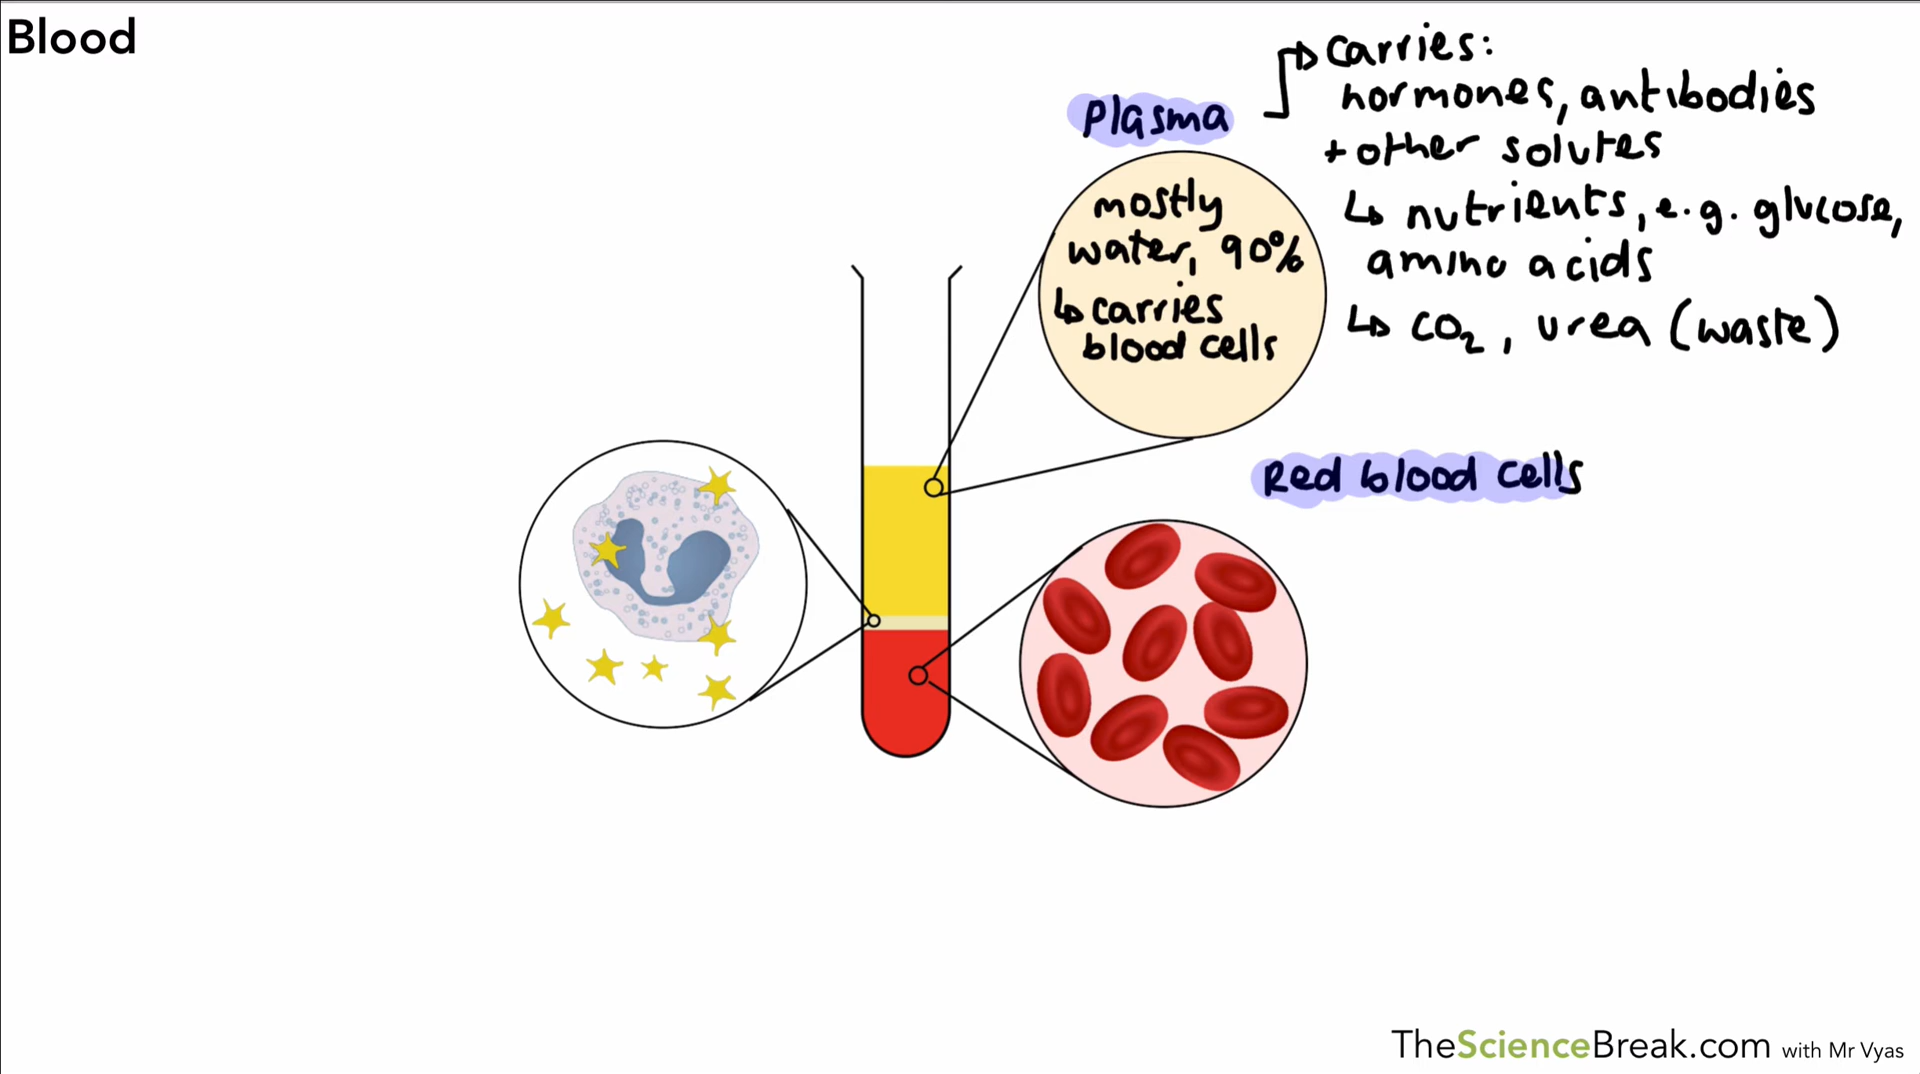 Blood
Plasma
Carries:
hormones, antibodies
+ other solutes
↳ nutrients, e.g. glucose,
amino acids
↳ CO₂, urea (waste)
mostly
water, 90%
↳ carries
blood cells
Red blood cells
TheScienceBreak.com with Mr Vyas